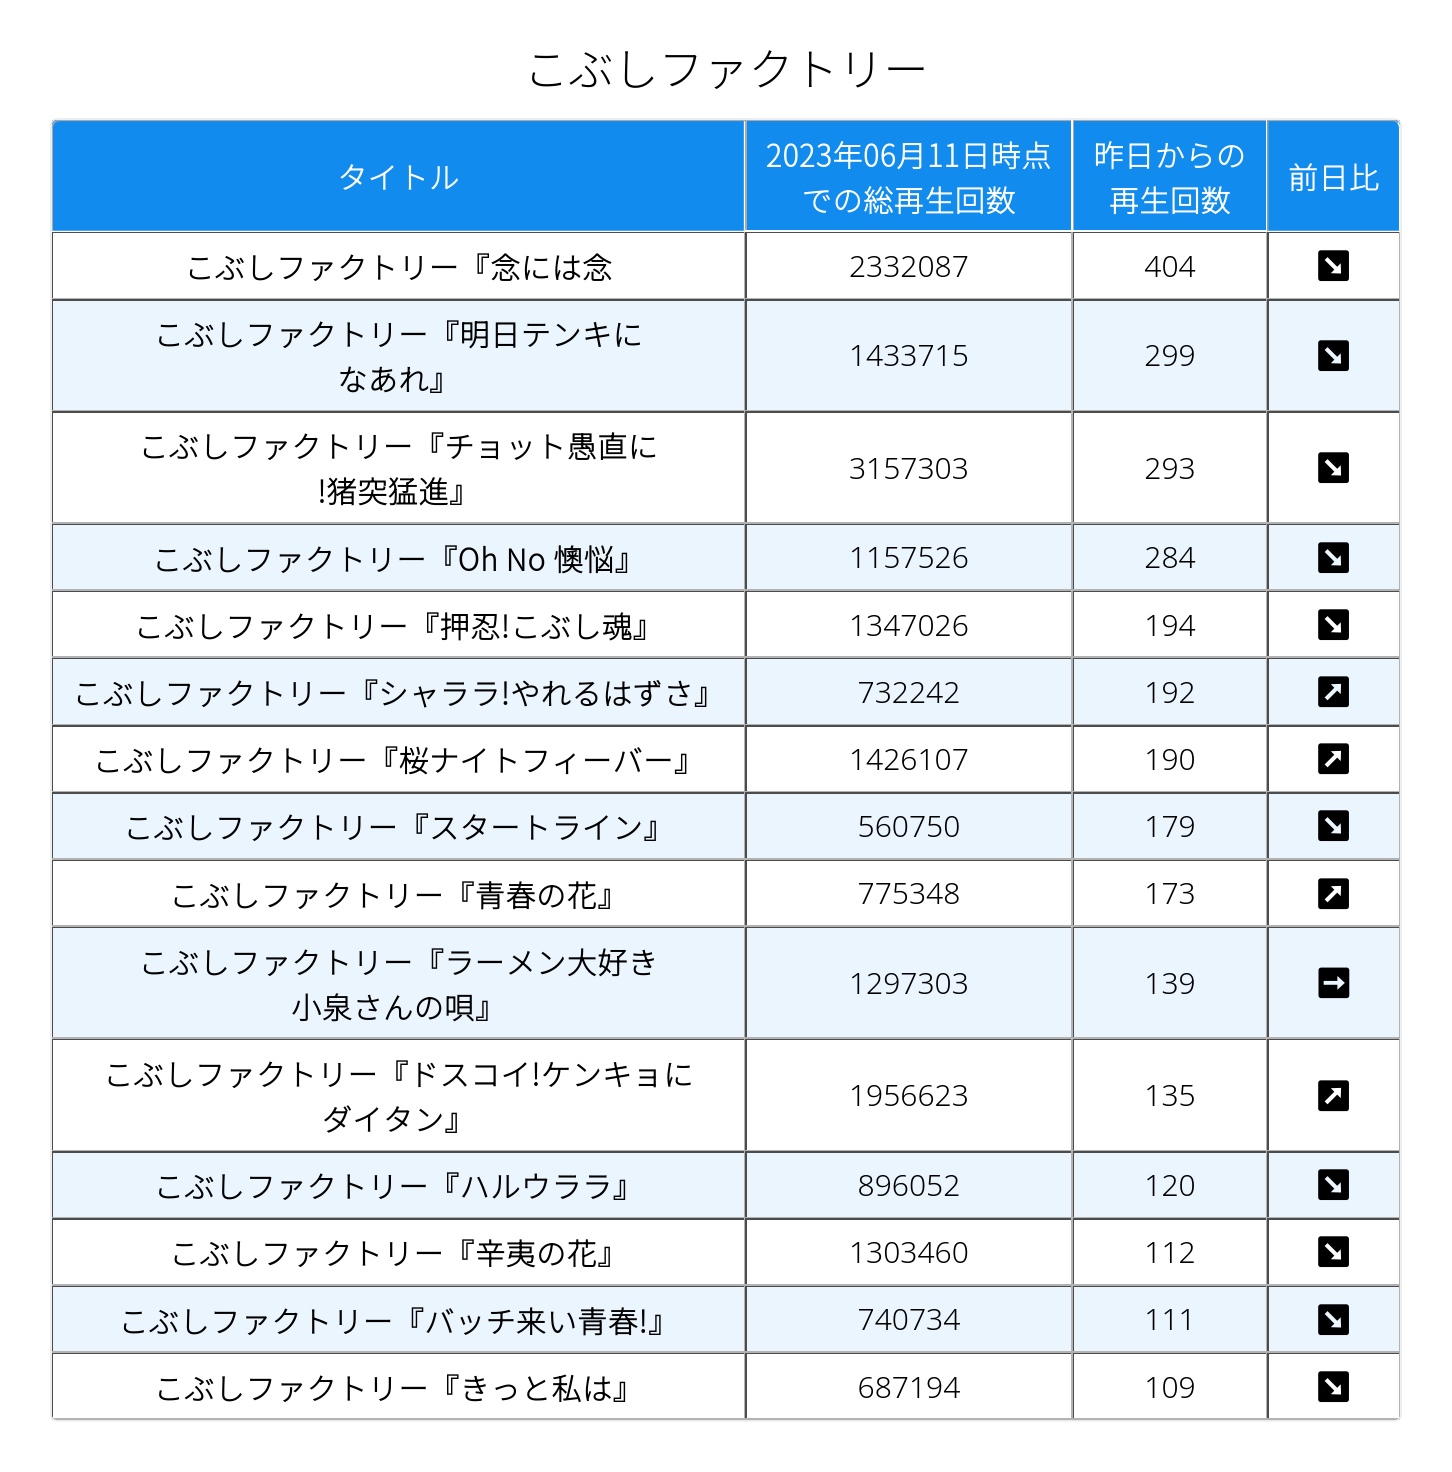 こぶしファクトリー
タイトル
2023年06月11日時点
での総再生回数
昨日からの
再生回数
前日比
こぶしファクトリー『念には念
2332087
404
こぶしファクトリー『明日テンキに
なあれ』
1433715
299
こぶしファクトリー『チョット愚直に
!猪突猛進』
3157303
293
こぶしファクトリー『Oh No 懊悩』
1157526
284
こぶしファクトリー『押忍!こぶし魂』
1347026
194
こぶしファクトリー『シャララ!やれるはずさ』
732242
192
こぶしファクトリー『桜ナイトフィーバー』
1426107
190
こぶしファクトリー『スタートライン』
560750
179
こぶしファクトリー『青春の花』
775348
173
こぶしファクトリー『ラーメン大好き
小泉さんの唄』
1297303
139
こぶしファクトリー『ドスコイ!ケンキョに
ダイタン』
1956623
135
こぶしファクトリー『ハルウララ』
896052
120
こぶしファクトリー『辛夷の花』
1303460
112
こぶしファクトリー『バッチ来い青春!』
740734
111
こぶしファクトリー『きっと私は』
687194
109